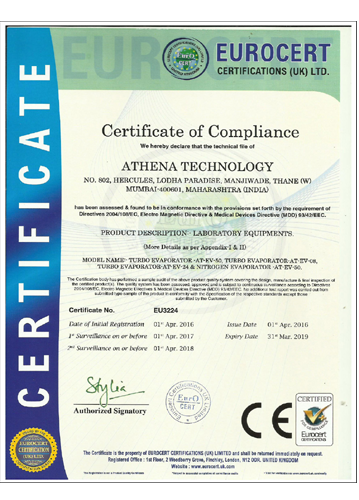 EUROCERT
EUROCERT
CERTIFICATIONS (UK) LTD.
CERTIFICATE
Certificate of Compliance
We hereby declare that the technical file of
ATHENA TECHNOLOGY
NO. 802, HERCULES, LODHA PARADISE, MANJIWADE, THANE (W)
MUMBAI-400601, MAHARASHTRA (INDIA)
has been assessed & found to be in conformance with the provisions set forth by the requirement of
Directives 2004/108/EC, Electro Magnetic Directive & Medical Devices Directive (MDD) 93/42/EEC.
PRODUCT DESCRIPTION - LABORATORY EQUIPMENTS.
(More Details as per Appendix I & II)
MODEL NAME- TURBO EVAPORATOR -AT-EV-50, TURBO EVAPORATOR-AT-EV-08,
TURBO EVAPORATOR-AT-EV-24 & NITROGEN EVAPORATOR -AT-EV-50.
The Certification body has performed a sample audit of the above product quality system covering the design, manufacture & final inspection of
the certified product(s). The quality system has been assessed, approved and is subject to continuous surveillance according to Directives
2004/108/EC, Electro Magnetic Directives & Medical Devices Directive (MDD) 93/42/EEC. An additional test report was carried out from
submitted type sample of the product in conformity with the specification of the respective standards except those
submitted by the Customer.
Certificate No. EU3224
Date of Initial Registration 01st Apr. 2016 Issue Date 01st Apr. 2016
1st Surveillance on or before 01st Apr. 2017 Expiry Date 31st Mar. 2019
2nd Surveillance on or before 01st Apr. 2018
Authorized Signatory
Euro
CERT
CE
CERTIFIED
EUROCERT
CERTIFICATIONS
EUROCERT
CERTIFICATION
(UK) LTD.
The Certificate is the property of EUROCERT CERTIFICATIONS (UK) LIMITED and shall be returned immediately on request.
Registered Office : 1st Floor, 2 Woodberry Grove, Finchley, London, N12 0DR, UNITED KINGDOM
Website : www.eurocert.uk.com